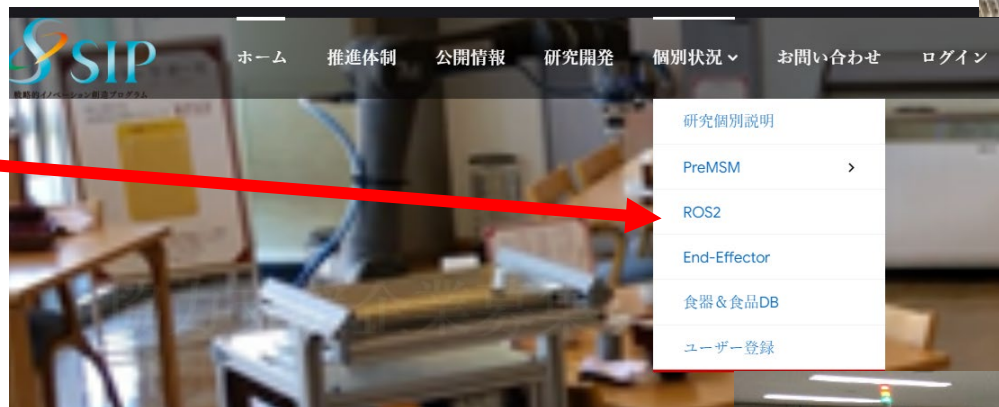 SIP
戦略的イノベーション創造プログラム
ホーム 推進体制 公開情報 研究開発 個別状況 お問い合わせ ログイン
研究個別説明
PreMSM
ROS2
End-Effector
食器&食品DB
ユーザー登録